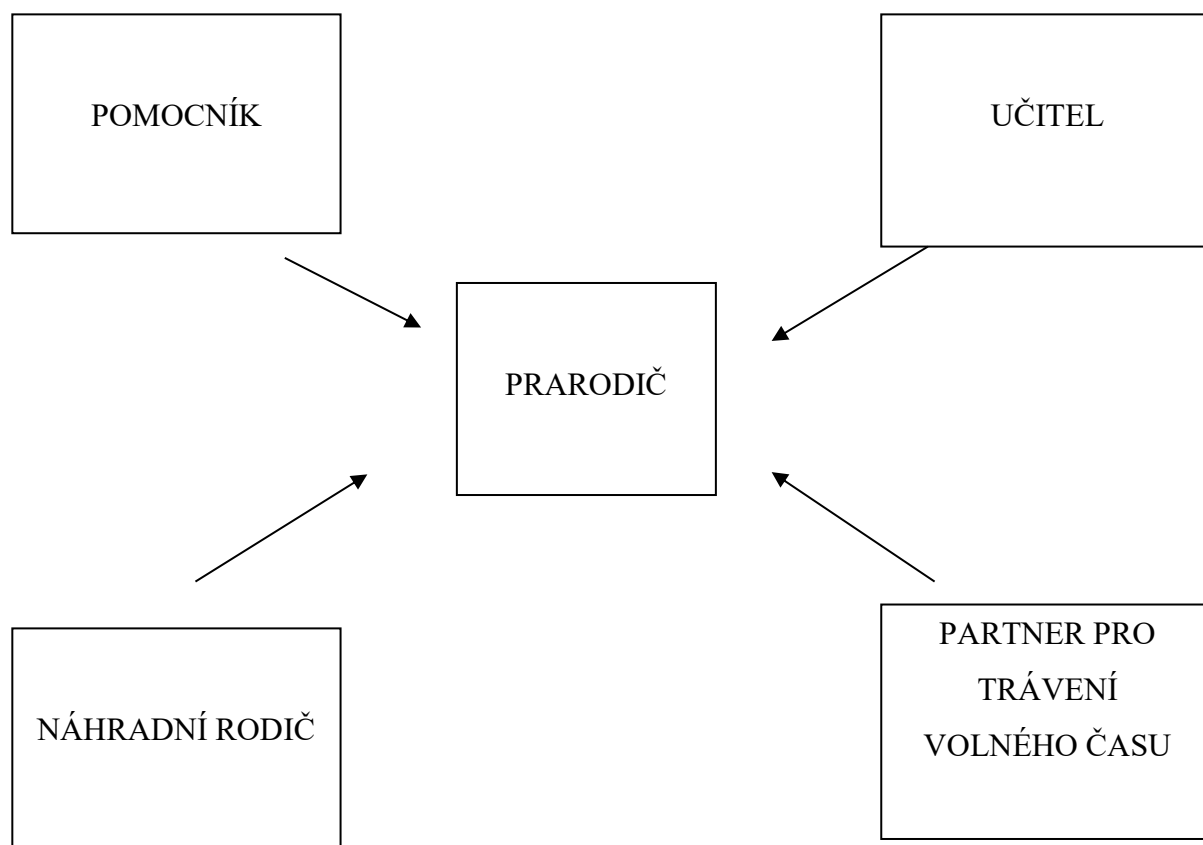 POMOCNÍK
UČITEL
PRARODIČ
NÁHRADNÍ RODIČ
PARTNER PRO
TRÁVENÍ
VOLNÉHO ČASU